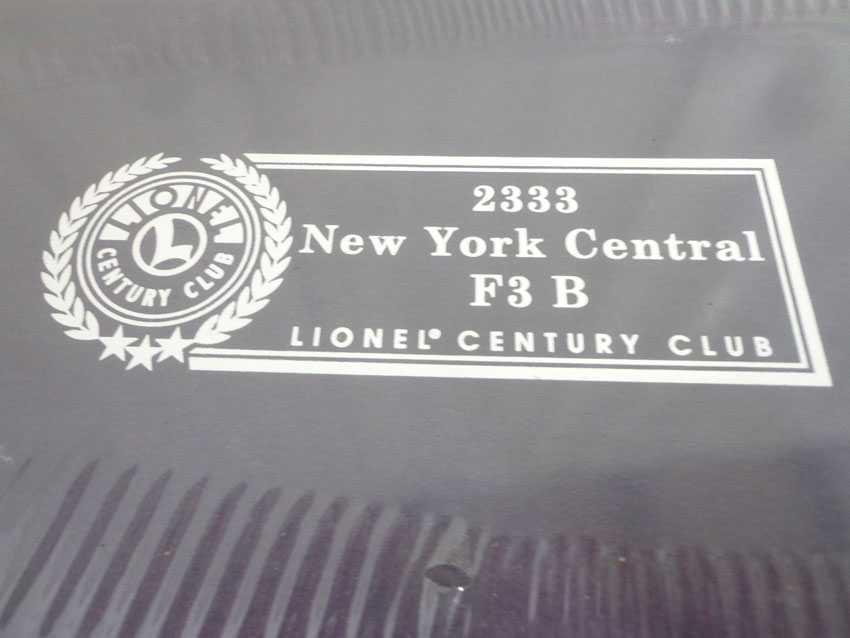 LIONEL
L
CENTURY CLUB
2333
New York Central
F3 B
LIONEL® CENTURY CLUB